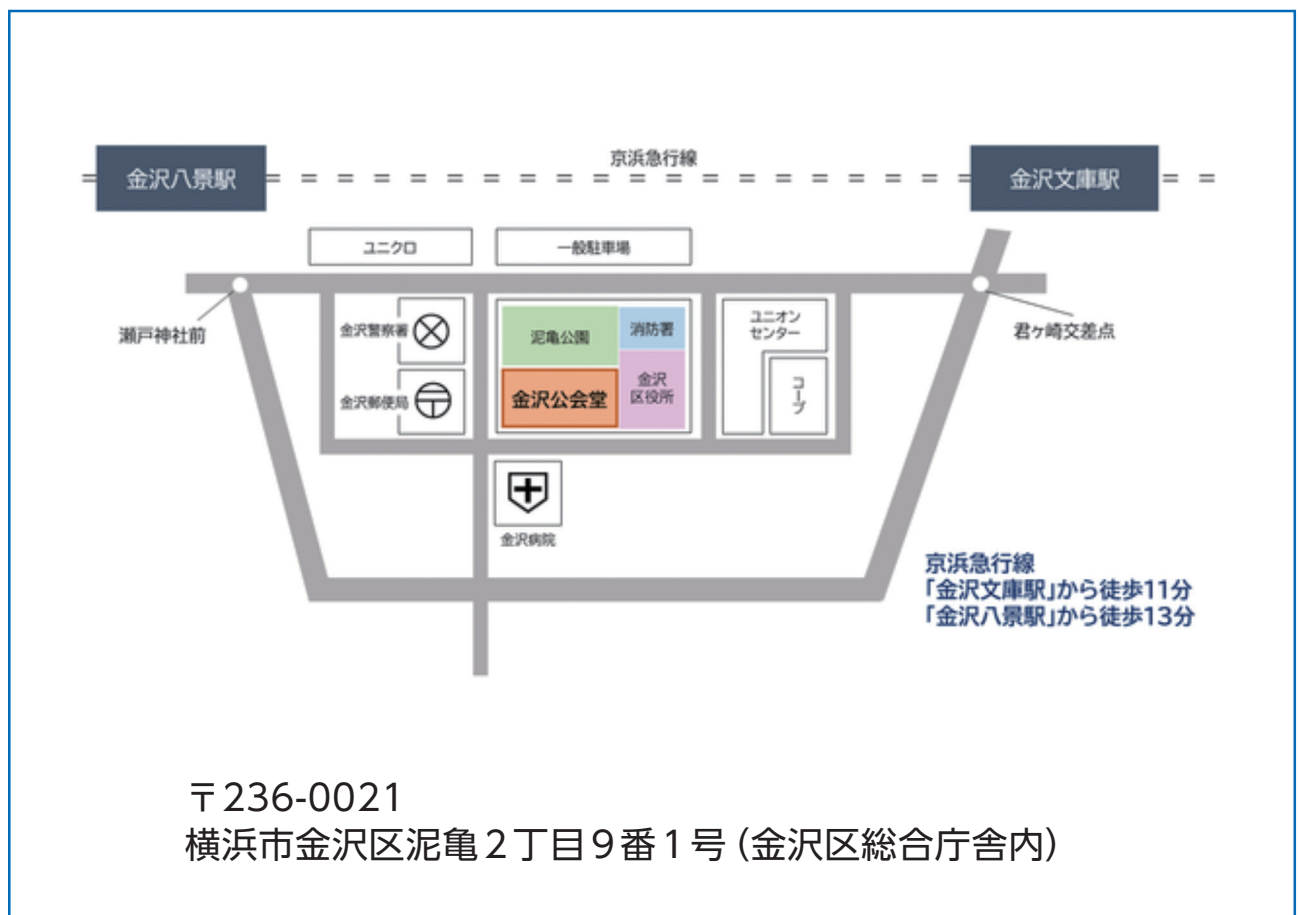 京浜急行線
金沢八景駅
金沢文庫駅
ユニクロ
一般駐車場
瀬戸神社前
金沢警察署
泥亀公園
消防署
ユニオン
センター
君ヶ崎交差点
金沢郵便局
金沢公会堂
金沢
区役所
コープ
金沢病院
京浜急行線
「金沢文庫駅」から徒歩11分
「金沢八景駅」から徒歩13分
〒236-0021
横浜市金沢区泥亀２丁目９番１号(金沢区総合庁舎内)